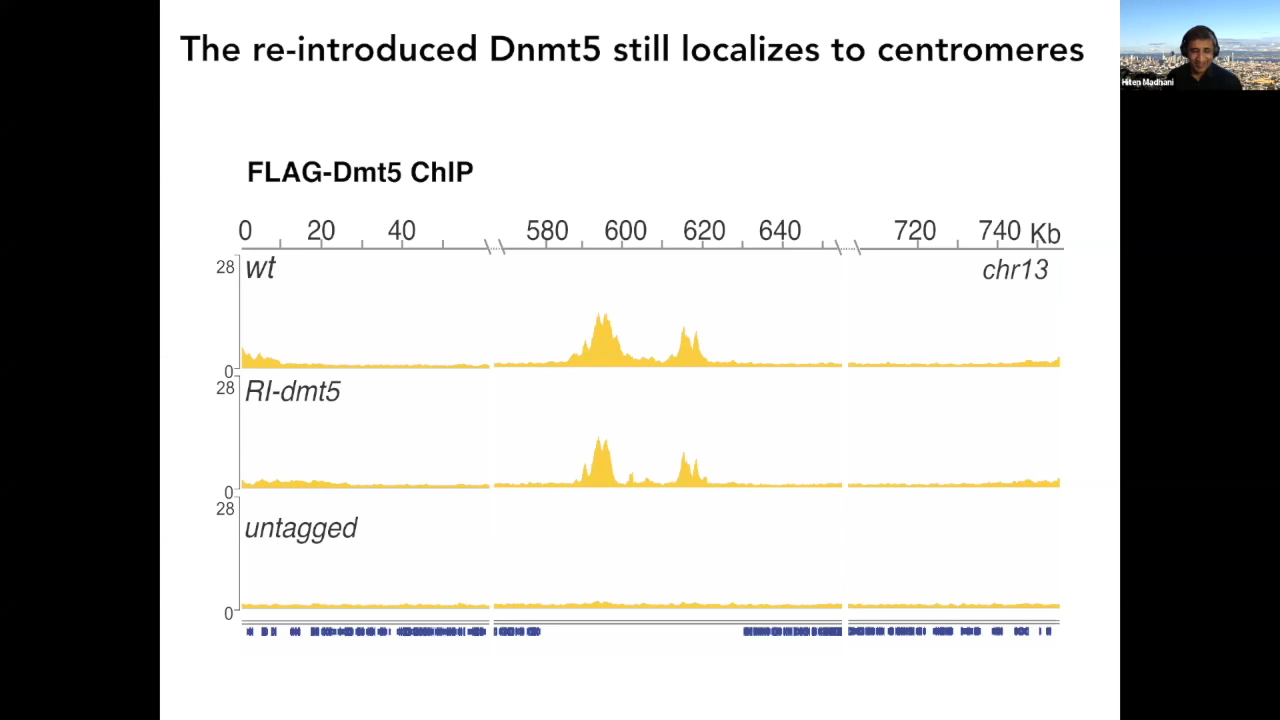 The re-introduced Dnmt5 still localizes to centromeres
Hiten Madhani
FLAG-Dmt5 ChIP
0 20 40 580 600 620 640 720 740 Kb
28 wt chr13
0
28 RI-dmt5
0
28
untagged
0